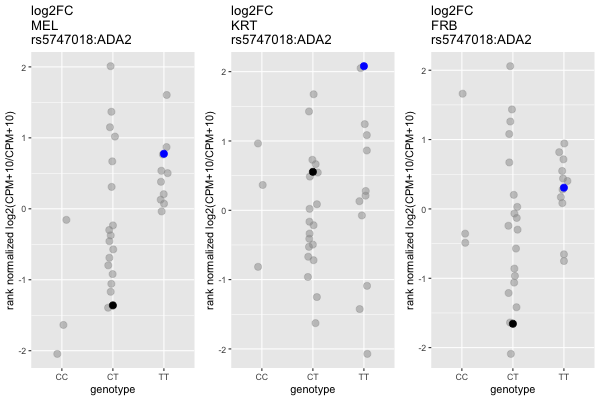 log2FC
MEL
rs5747018:ADA2
rank normalized log2(CPM+10/CPM+10)
2
1
0
-1
-2
CC CT TT
genotype
log2FC
KRT
rs5747018:ADA2
rank normalized log2(CPM+10/CPM+10)
2
1
0
-1
-2
CC CT TT
genotype
log2FC
FRB
rs5747018:ADA2
rank normalized log2(CPM+10/CPM+10)
2
1
0
-1
-2
CC CT TT
genotype